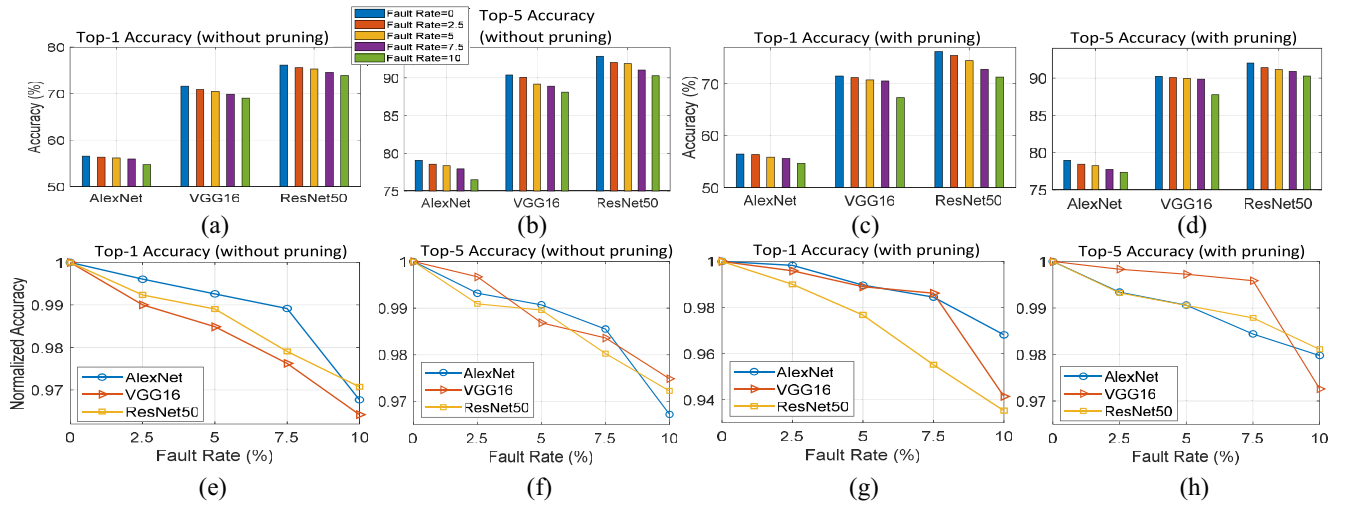 Top-1 Accuracy (without pruning)
Accuracy (%)
80
70
60
50
AlexNet
VGG16
ResNet50
(a)
Fault Rate=0
Fault Rate=2.5
Fault Rate=5
Fault Rate=7.5
Fault Rate=10
Top-5 Accuracy
(without pruning)
90
85
80
75
AlexNet
VGG16
ResNet50
(b)
Top-1 Accuracy (with pruning)
Accuracy (%)
70
60
50
AlexNet
VGG16
ResNet50
(c)
Top-5 Accuracy (with pruning)
90
85
80
75
AlexNet
VGG16
ResNet50
(d)
Top-1 Accuracy (without pruning)
Normalized Accuracy
1
0.99
0.98
0.97
AlexNet
VGG16
ResNet50
0
2.5
5
7.5
10
Fault Rate (%)
(e)
Top-5 Accuracy (without pruning)
1
0.99
0.98
0.97
AlexNet
VGG16
ResNet50
0
2.5
5
7.5
10
Fault Rate (%)
(f)
Top-1 Accuracy (with pruning)
1
0.98
0.96
0.94
AlexNet
VGG16
ResNet50
0
2.5
5
7.5
10
Fault Rate (%)
(g)
Top-5 Accuracy (with pruning)
1
0.99
0.98
0.97
AlexNet
VGG16
ResNet50
0
2.5
5
7.5
10
Fault Rate (%)
(h)